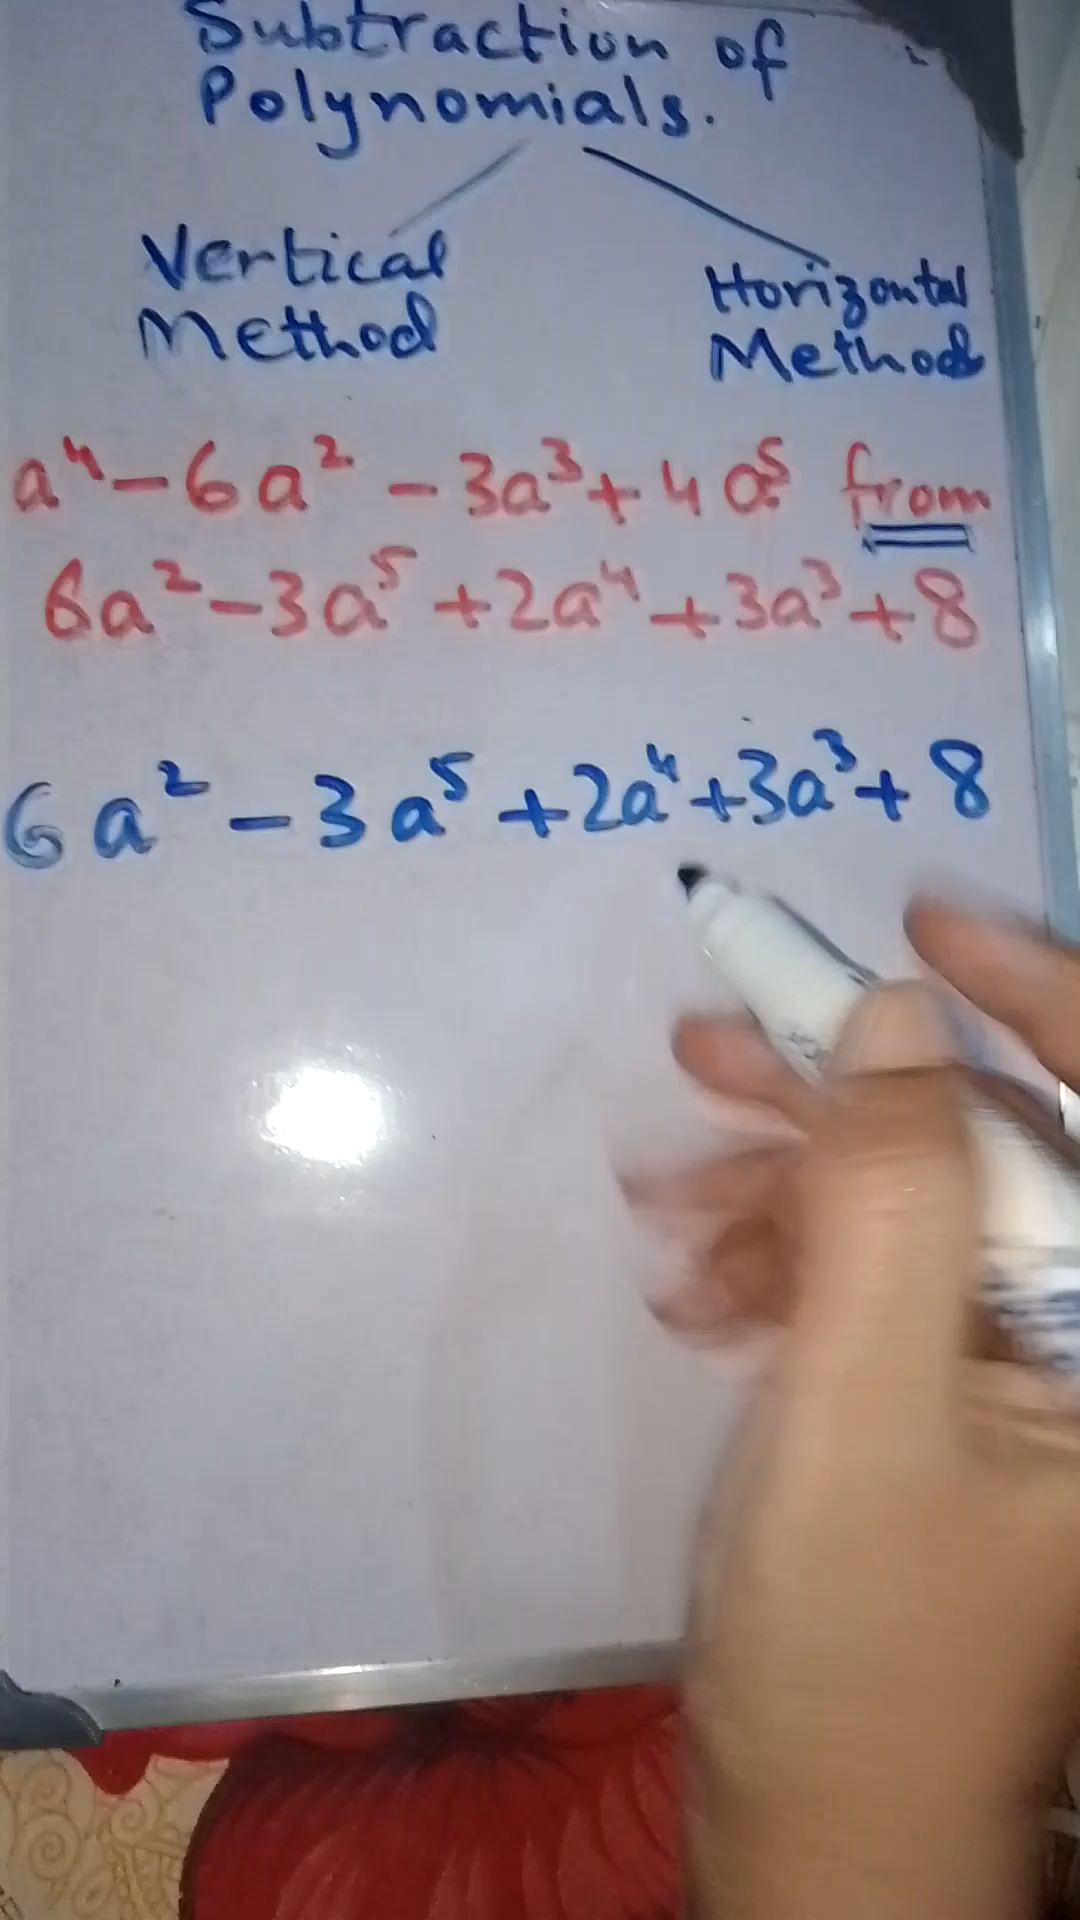 Subtraction of
Polynomials.
Vertical
Method
Horizontal
Method
a⁴ - 6a² - 3a³ + 4a⁵ from
6a² - 3a⁵ + 2a⁴ + 3a³ + 8
6a² - 3a⁵ + 2a⁴ + 3a³ + 8